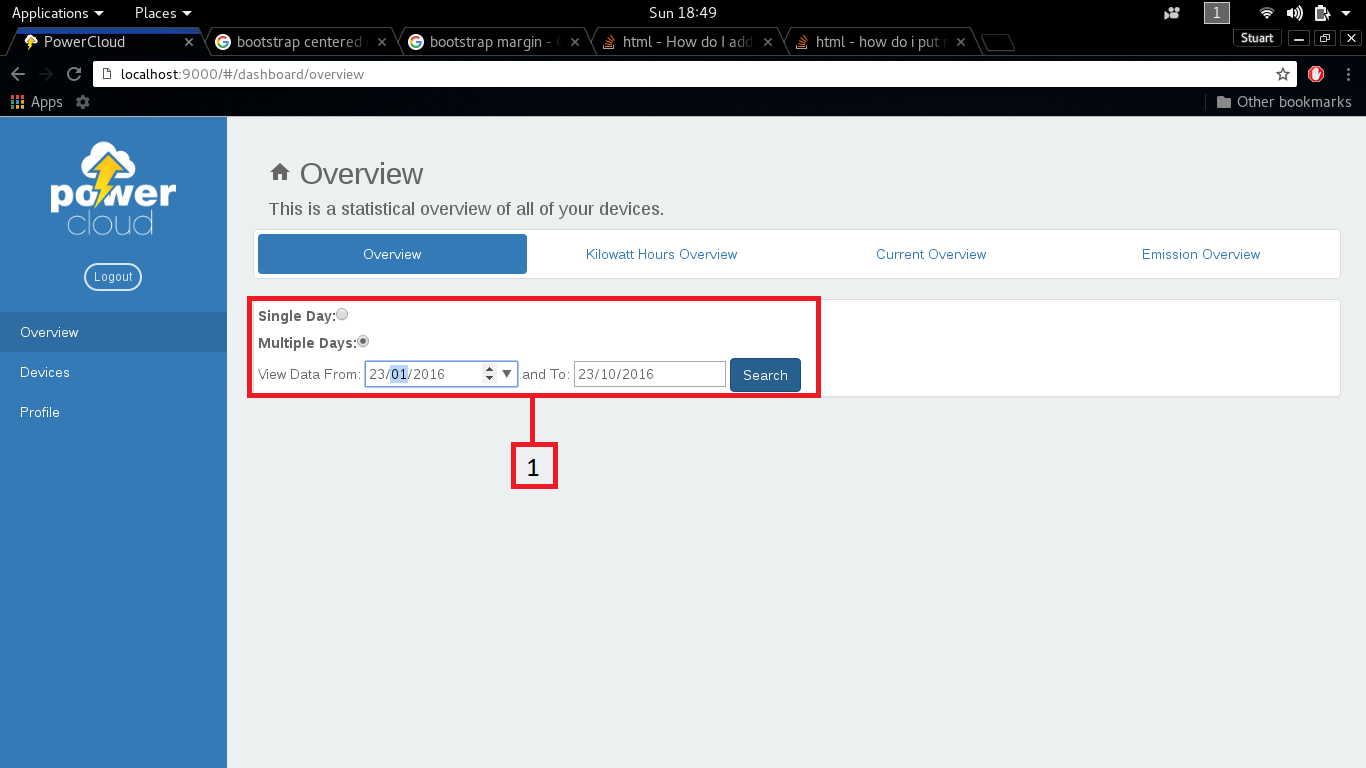 Applications Places Sun 18:49 1
PowerCloud bootstrap centered bootstrap margin - html - How do I add html - how do i put Stuart
localhost:9000/#/dashboard/overview
Apps Other bookmarks
power
cloud
Logout
Overview
Devices
Profile
Overview
This is a statistical overview of all of your devices.
Overview Kilowatt Hours Overview Current Overview Emission Overview
Single Day:
Multiple Days:
View Data From: 23/01/2016 and To: 23/10/2016 Search
1